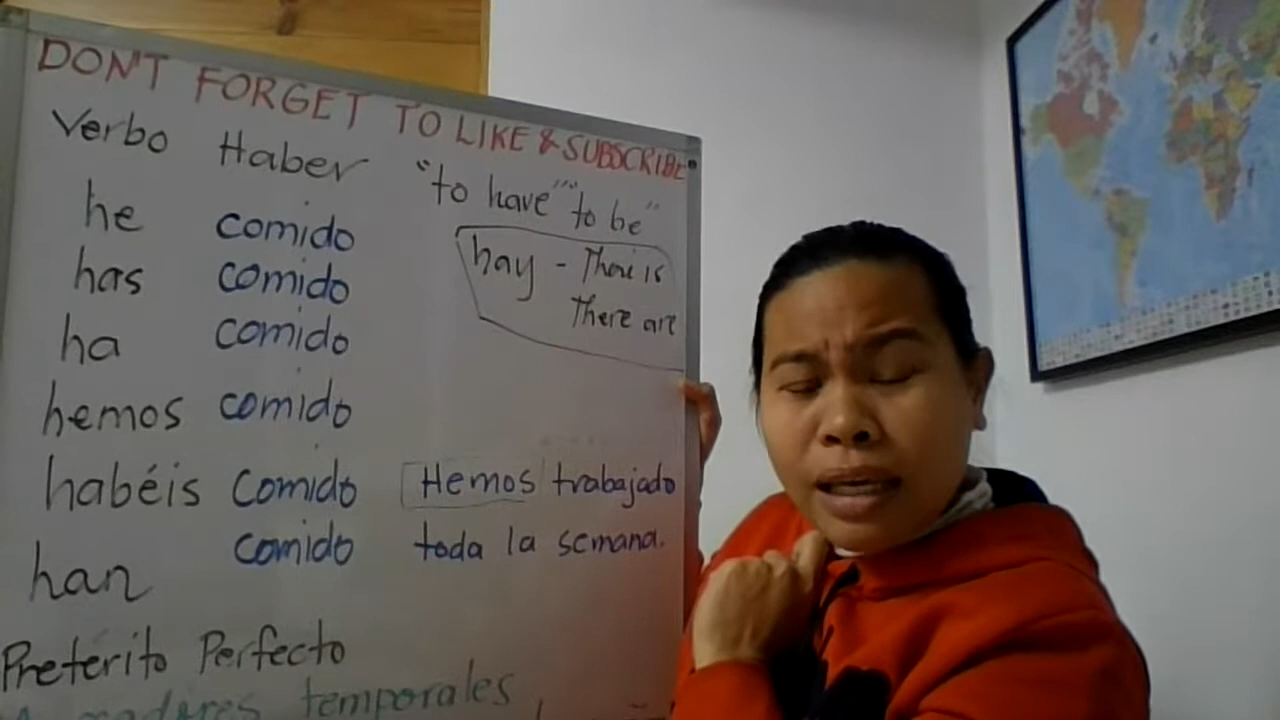 DON'T FORGET TO LIKE & SUBSCRIBE
Verbo Haber "to have" "to be"
he comido
has comido
ha comido
hemos comido
habéis comido
han comido
hay - There is
There are
Hemos trabajado
toda la semana.
Preterito Perfecto
temporales